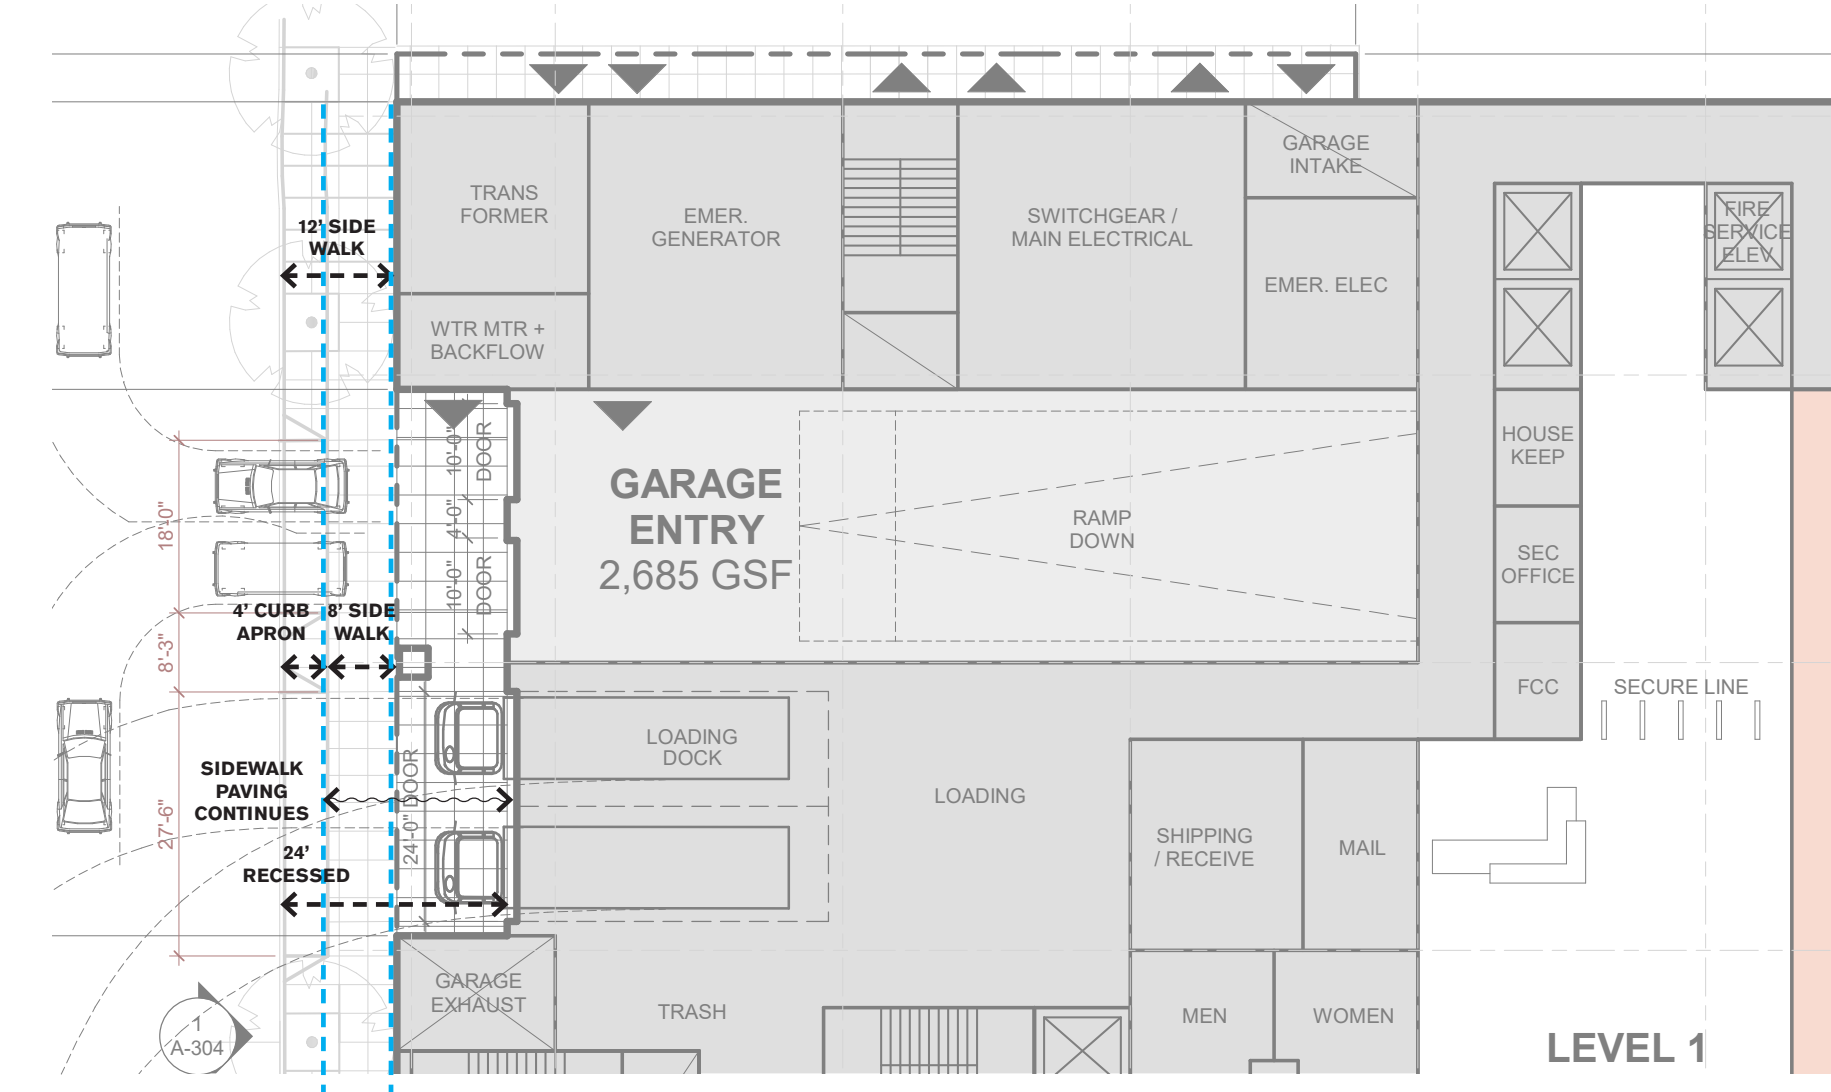 GARAGE
INTAKE
TRANS
FORMER
EMER.
GENERATOR
SWITCHGEAR /
MAIN ELECTRICAL
FIRE
SERVICE
ELEV
12' SIDE
WALK
EMER. ELEC
WTR MTR +
BACKFLOW
10'-0"
DOOR
HOUSE
KEEP
GARAGE
ENTRY
2,685 GSF
RAMP
DOWN
18'-0"
4'-0"
SEC
OFFICE
10'-0"
DOOR
4' CURB
APRON
8' SIDE
WALK
8'-3"
FCC
SECURE LINE
LOADING
DOCK
SIDEWALK
PAVING
CONTINUES
24'-0" DOOR
LOADING
27'-6"
24'
RECESSED
SHIPPING
/ RECEIVE
MAIL
GARAGE
EXHAUST
TRASH
MEN
WOMEN
1
A-304
LEVEL 1